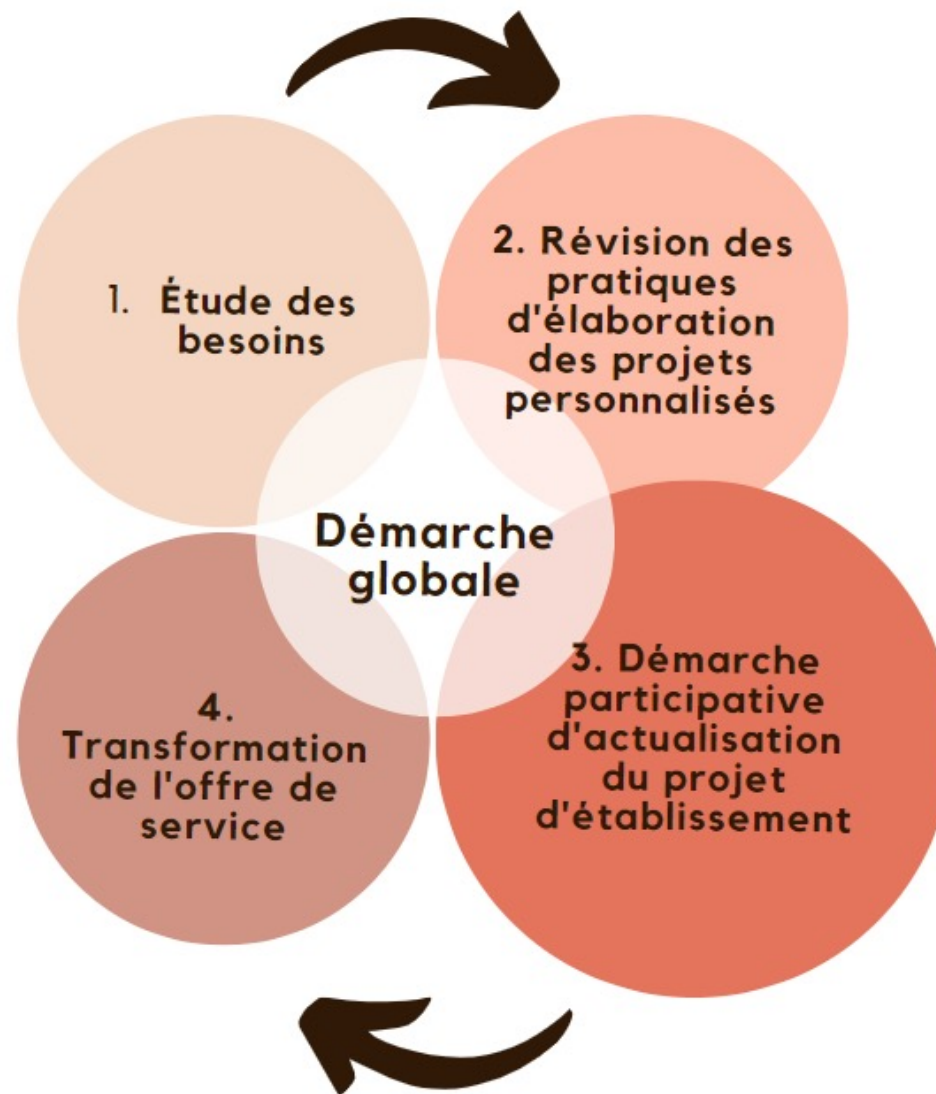 1. Étude des
besoins
2. Révision des
pratiques
d'élaboration
des projets
personnalisés
Démarche
globale
3. Démarche
participative
d'actualisation
du projet
d'établissement
4.
Transformation
de l'offre de
service